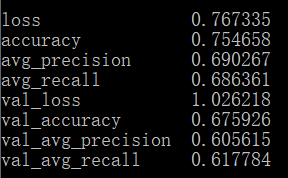 loss 0.767335
accuracy 0.754658
avg_precision 0.690267
avg_recall 0.686361
val_loss 1.026218
val_accuracy 0.675926
val_avg_precision 0.605615
val_avg_recall 0.617784